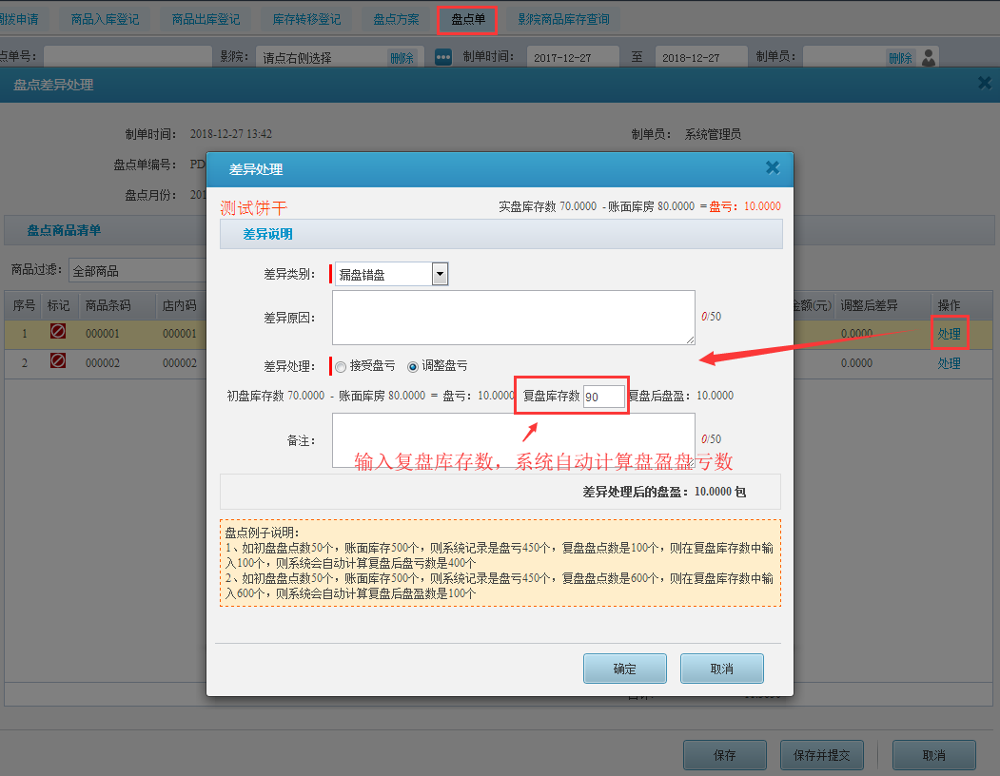 调拨申请 商品入库登记 商品出库登记 库存转移登记 盘点方案 盘点单 影院商品库存查询
点单号： 影院： 请点右侧选择 删除 制单时间： 2017-12-27 至 2018-12-27 制单员： 删除
盘点差异处理
制单时间： 2018-12-27 13:42 制单员： 系统管理员
盘点单编号： PD
盘点月份： 201
盘点商品清单
商品过滤： 全部商品
序号 标记 商品条码 店内码 金额(元) 调整后差异 操作
1 000001 000001 0.0000 处理
2 000002 000002 0.0000 处理
差异处理
测试饼干 实盘库存数 70.0000 - 账面库房 80.0000 = 盘亏：10.0000
差异说明
差异类别： 漏盘错盘
差异原因： 0/50
差异处理： 接受盘亏 调整盘亏
初盘库存数 70.0000 - 账面库房 80.0000 = 盘亏：10.0000 复盘库存数 90 复盘后盘盈：10.0000
备注： 0/50
输入复盘库存数，系统自动计算盘盈盘亏数
差异处理后的盘盈：10.0000 包
盘点例子说明：
1、如初盘盘点数50个，账面库存500个，则系统记录是盘亏450个，复盘盘点数是100个，则在复盘库存数中输
入100个，则系统会自动计算复盘后盘亏数是400个
2、如初盘盘点数50个，账面库存500个，则系统记录是盘亏450个，复盘盘点数是600个，则在复盘库存数中输
入600个，则系统会自动计算复盘后盘盈数是100个
确定 取消
保存 保存并提交 取消